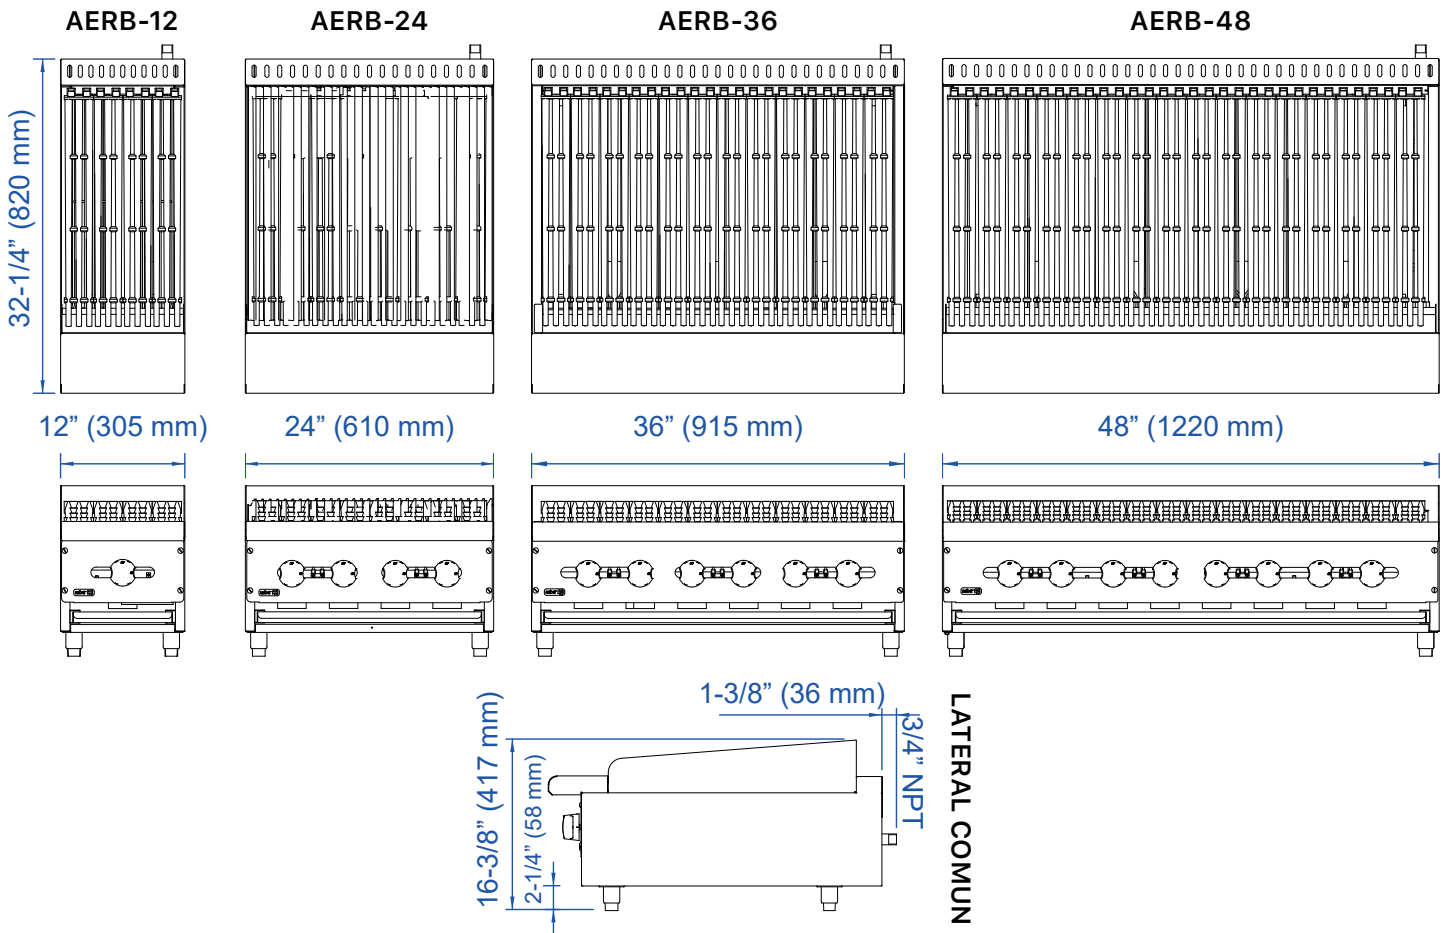 AERB-12
AERB-24
AERB-36
AERB-48
32-1/4” (820 mm)
12” (305 mm)
24” (610 mm)
36” (915 mm)
48” (1220 mm)
1-3/8” (36 mm)
3/4” NPT
16-3/8” (417 mm)
2-1/4” (58 mm)
LATERAL COMUN